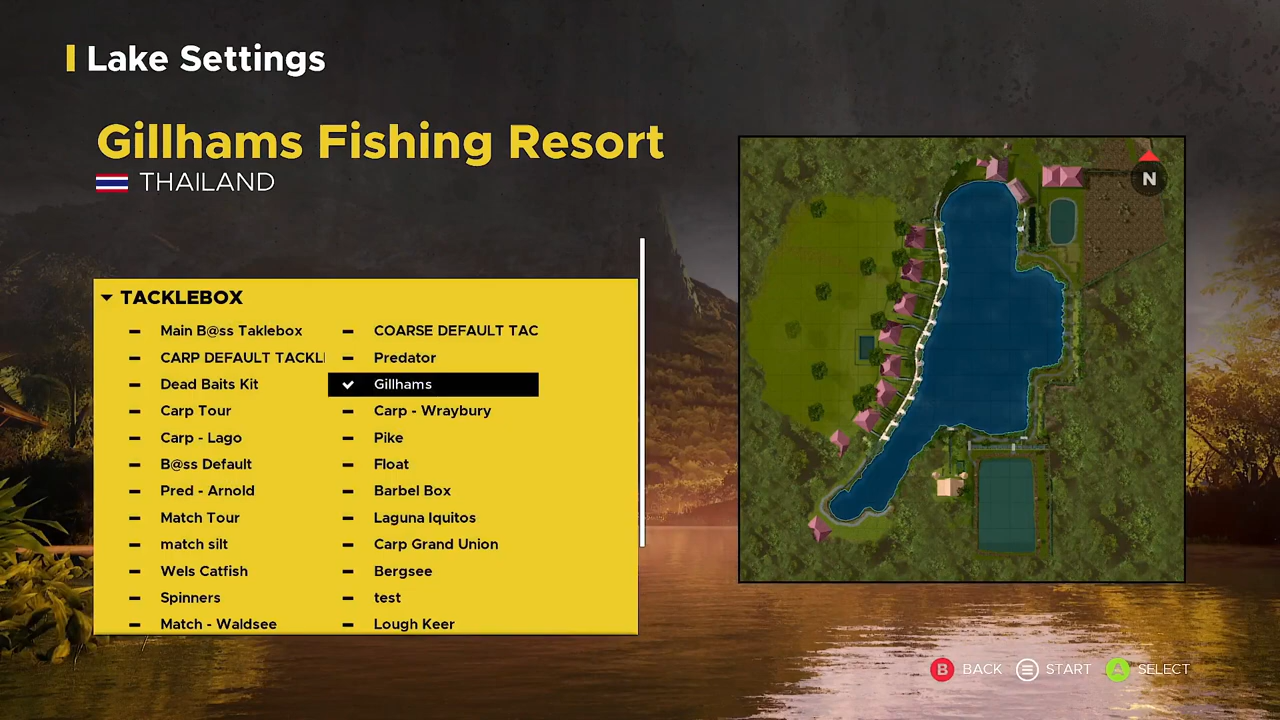 Lake Settings
Gillhams Fishing Resort
THAILAND
N
TACKLEBOX
Main B@ss Taklebox
COARSE DEFAULT TAC
CARP DEFAULT TACKL
Predator
Dead Baits Kit
Gillhams
Carp Tour
Carp - Wraybury
Carp - Lago
Pike
B@ss Default
Float
Pred - Arnold
Barbel Box
Match Tour
Laguna Iquitos
match silt
Carp Grand Union
Wels Catfish
Bergsee
Spinners
test
Match - Waldsee
Lough Keer
B BACK START A SELECT